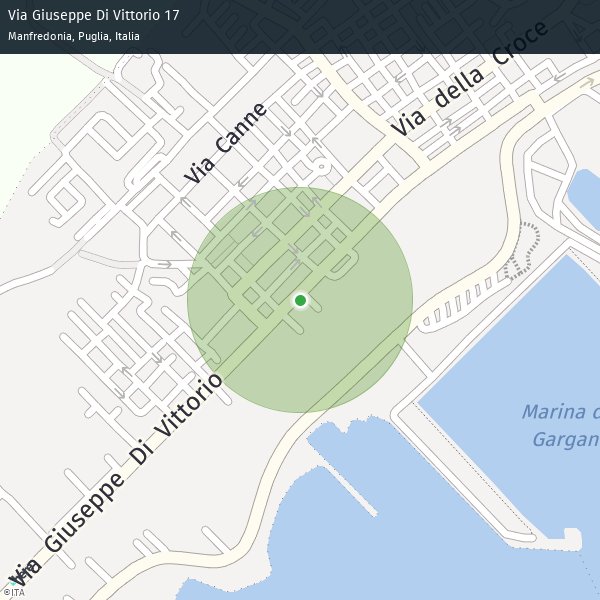 Via Giuseppe Di Vittorio 17
Manfredonia, Puglia, Italia
Via della Croce
Via Canne
Marina d
Gargan
Via Giuseppe Di Vittorio